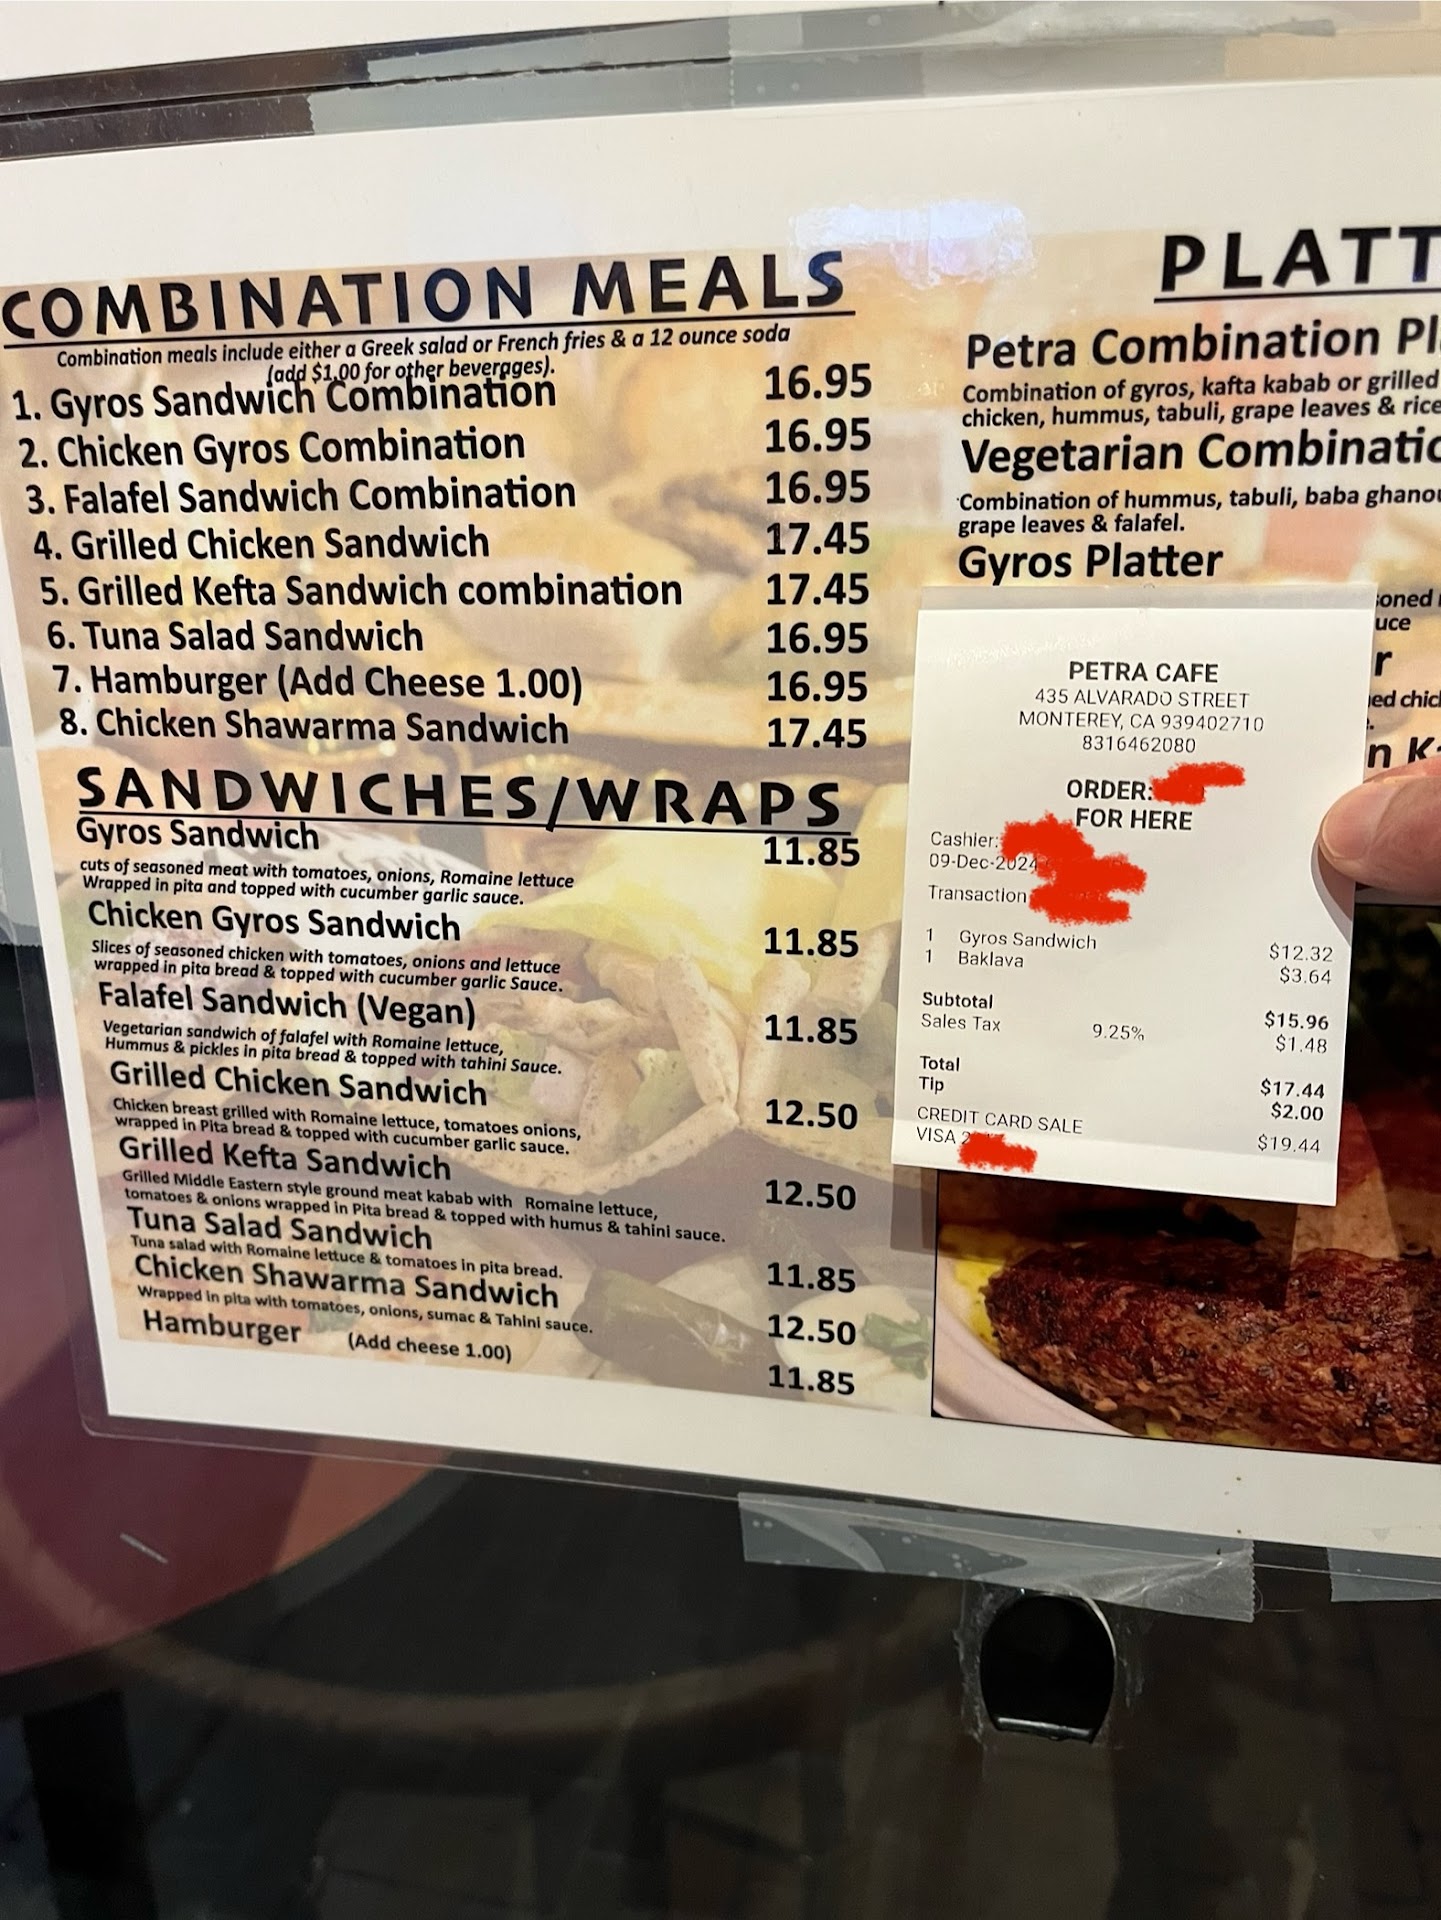 COMBINATION MEALS
Combination meals include either a Greek salad or French fries & a 12 ounce soda
(add $1.00 for other beverages).
1. Gyros Sandwich Combination 16.95
2. Chicken Gyros Combination 16.95
3. Falafel Sandwich Combination 16.95
4. Grilled Chicken Sandwich 17.45
5. Grilled Kefta Sandwich combination 17.45
6. Tuna Salad Sandwich 16.95
7. Hamburger (Add Cheese 1.00) 16.95
8. Chicken Shawarma Sandwich 17.45
SANDWICHES/WRAPS
Gyros Sandwich 11.85
cuts of seasoned meat with tomatoes, onions, Romaine lettuce
Wrapped in pita and topped with cucumber garlic sauce.
Chicken Gyros Sandwich 11.85
Slices of seasoned chicken with tomatoes, onions and lettuce
wrapped in pita bread & topped with cucumber garlic Sauce.
Falafel Sandwich (Vegan) 11.85
Vegetarian sandwich of falafel with Romaine lettuce,
Hummus & pickles in pita bread & topped with tahini Sauce.
Grilled Chicken Sandwich 12.50
Chicken breast grilled with Romaine lettuce, tomatoes onions,
wrapped in Pita bread & topped with cucumber garlic sauce.
Grilled Kefta Sandwich 12.50
Grilled Middle Eastern style ground meat kabab with Romaine lettuce,
tomatoes & onions wrapped in Pita bread & topped with humus & tahini sauce.
Tuna Salad Sandwich 11.85
Tuna salad with Romaine lettuce & tomatoes in pita bread.
Chicken Shawarma Sandwich 12.50
Wrapped in pita with tomatoes, onions, sumac & Tahini sauce.
Hamburger (Add cheese 1.00) 11.85
PLATT
Petra Combination Pl
Combination of gyros, kafta kabab or grilled
chicken, hummus, tabuli, grape leaves & rice
Vegetarian Combinatio
Combination of hummus, tabuli, baba ghanou
grape leaves & falafel.
Gyros Platter
soned
uce
r
ed chic
n K
PETRA CAFE
435 ALVARADO STREET
MONTEREY, CA 939402710
8316462080
ORDER:
FOR HERE
Cashier:
09-Dec-2024
Transaction
1 Gyros Sandwich $12.32
1 Baklava $3.64
Subtotal $15.96
Sales Tax 9.25% $1.48
Total $17.44
Tip $2.00
CREDIT CARD SALE $19.44
VISA 2